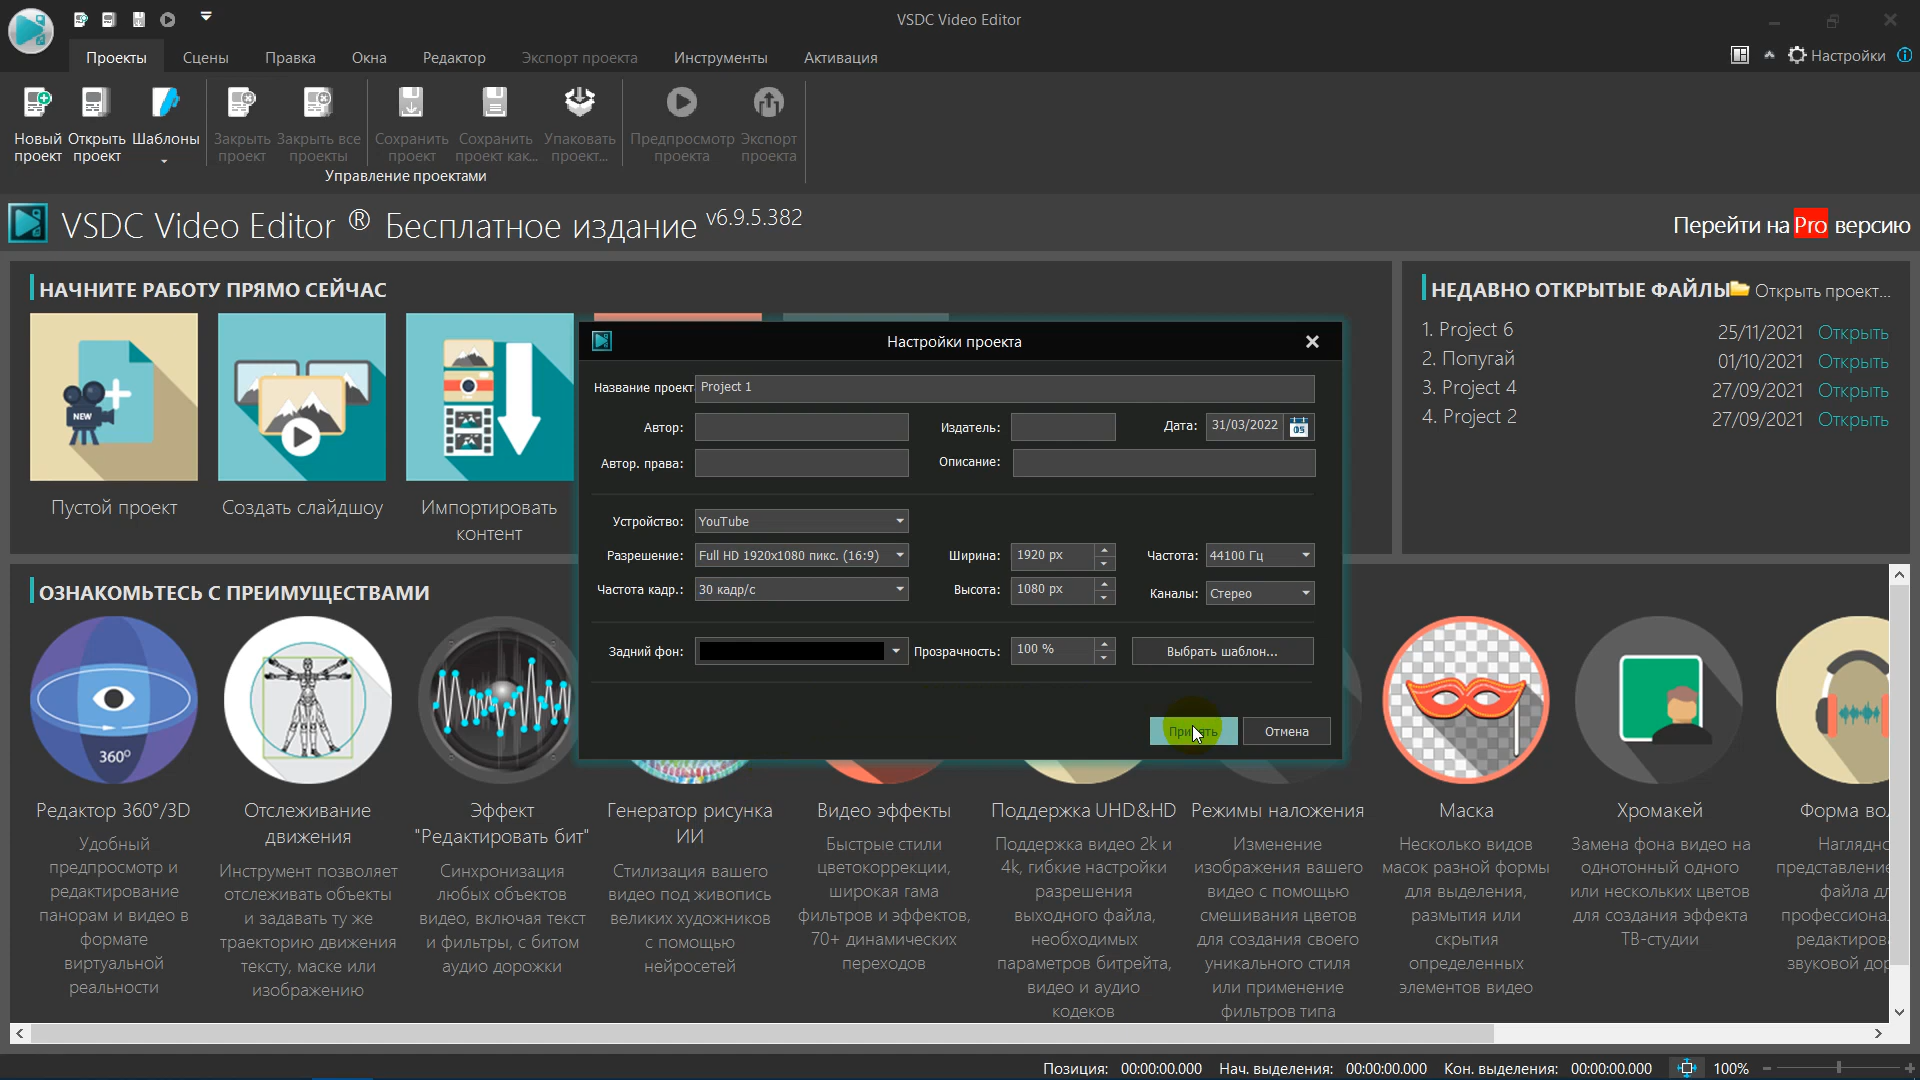 VSDC Video Editor
Проекты Сцены Правка Окна Редактор Экспорт проекта Инструменты Активация
Настройки
Новый проект
Открыть проект
Шаблоны
Закрыть проект
Закрыть все проекты
Сохранить проект
Сохранить проект как...
Упаковать проект...
Предпросмотр проекта
Экспорт проекта
Управление проектами
VSDC Video Editor ® Бесплатное издание v6.9.5.382
Перейти на Pro версию
НАЧНИТЕ РАБОТУ ПРЯМО СЕЙЧАС
NEW
Пустой проект
Создать слайдшоу
Импортировать
контент
НЕДАВНО ОТКРЫТЫЕ ФАЙЛЫ Открыть проект...
1. Project 6 25/11/2021 Открыть
2. Попугай 01/10/2021 Открыть
3. Project 4 27/09/2021 Открыть
4. Project 2 27/09/2021 Открыть
Настройки проекта
Название проект Project 1
Автор: Издатель: Дата: 31/03/2022
05
Автор. права: Описание:
Устройство: YouTube
Разрешение: Full HD 1920x1080 пикс. (16:9) Ширина: 1920 px Частота: 44100 Гц
Частота кадр.: 30 кадр/с Высота: 1080 px Каналы: Стерео
Задний фон: Прозрачность: 100 % Выбрать шаблон...
Отмена
ОЗНАКОМЬТЕСЬ С ПРЕИМУЩЕСТВАМИ
360°
Редактор 360°/3D
Удобный
предпросмотр и
редактирование
панорам и видео в
формате
виртуальной
реальности
Отслеживание
движения
Инструмент позволяет
отслеживать объекты
и задавать ту же
траекторию движения
тексту, маске или
изображению
Эффект
"Редактировать бит"
Синхронизация
любых объектов
видео, включая текст
и фильтры, с битом
аудио дорожки
Генератор рисунка
ИИ
Стилизация вашего
видео под живопись
великих художников
с помощью
нейросетей
Видео эффекты
Быстрые стили
цветокоррекции,
широкая гама
фильтров и эффектов,
70+ динамических
переходов
Поддержка UHD&HD
Поддержка видео 2k и
4k, гибкие настройки
разрешения
выходного файла,
необходимых
параметров битрейта,
видео и аудио
кодеков
Режимы наложения
Изменение
изображения вашего
видео с помощью
смешивания цветов
для создания своего
уникального стиля
или применение
фильтров типа
Маска
Несколько видов
масок разной формы
для выделения,
размытия или
скрытия
определенных
элементов видео
Хромакей
Замена фона видео на
однотонный одного
или нескольких цветов
для создания эффекта
ТВ-студии
Форма вол
Наглядно
представление
файла дл
профессионал
редактирова
звуковой дор
Позиция: 00:00:00.000 Нач. выделения: 00:00:00.000 Кон. выделения: 00:00:00.000 100%